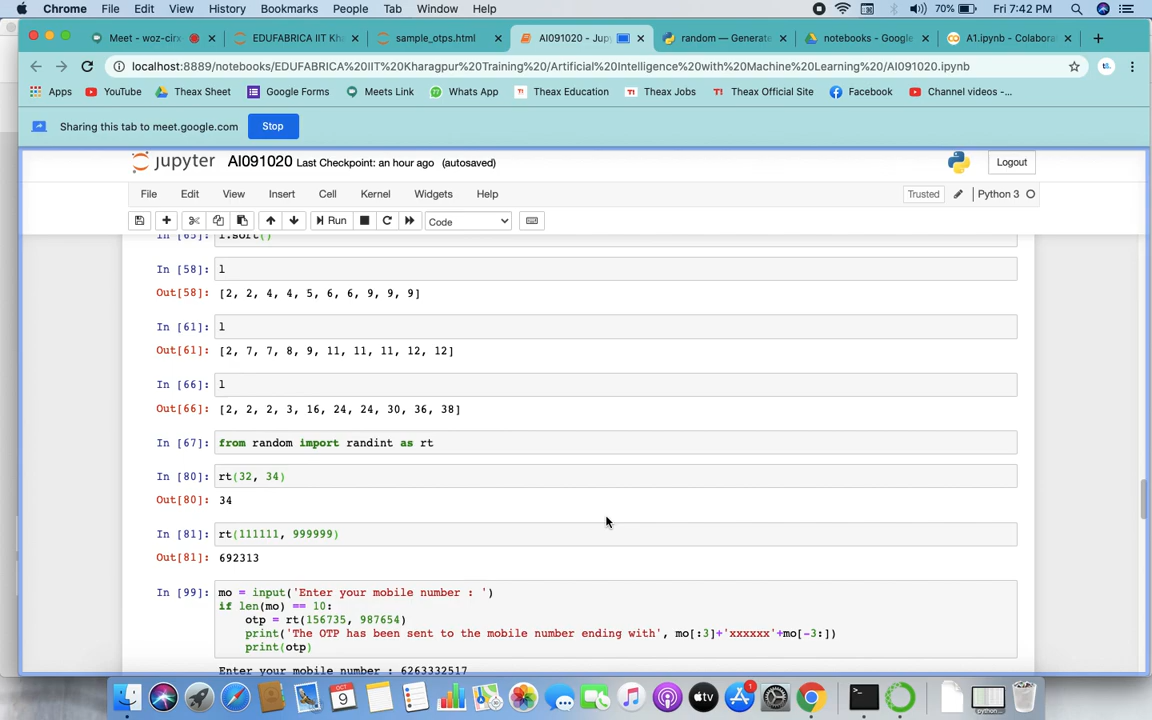 Chrome File Edit View History Bookmarks People Tab Window Help 70% Fri 7:42 PM
Meet - woz-cirx EDUFABRICA IIT Kha sample_otps.html AI091020 - Jup random — Generate notebooks - Google A1.ipynb - Colabora
localhost:8889/notebooks/EDUFABRICA%20IIT%20Kharagpur%20Training%20/Artificial%20Intelligence%20with%20Machine%20Learning%20/AI091020.ipynb
Apps YouTube Theax Sheet Google Forms Meets Link Whats App Theax Education Theax Jobs Theax Official Site Facebook Channel videos -...
Sharing this tab to meet.google.com Stop
jupyter AI091020 Last Checkpoint: an hour ago (autosaved) Logout
File Edit View Insert Cell Kernel Widgets Help Trusted Python 3
Run Code
In [65]: l.sort()
In [58]: l
Out[58]: [2, 2, 4, 4, 5, 6, 6, 9, 9, 9]
In [61]: l
Out[61]: [2, 7, 7, 8, 9, 11, 11, 11, 12, 12]
In [66]: l
Out[66]: [2, 2, 2, 3, 16, 24, 24, 30, 36, 38]
In [67]: from random import randint as rt
In [80]: rt(32, 34)
Out[80]: 34
In [81]: rt(111111, 999999)
Out[81]: 692313
In [99]: mo = input('Enter your mobile number : ')
if len(mo) == 10:
otp = rt(156735, 987654)
print('The OTP has been sent to the mobile number ending with', mo[:3]+'xxxxxx'+mo[-3:])
print(otp)
Enter your mobile number : 6263332517
OCT
9
1